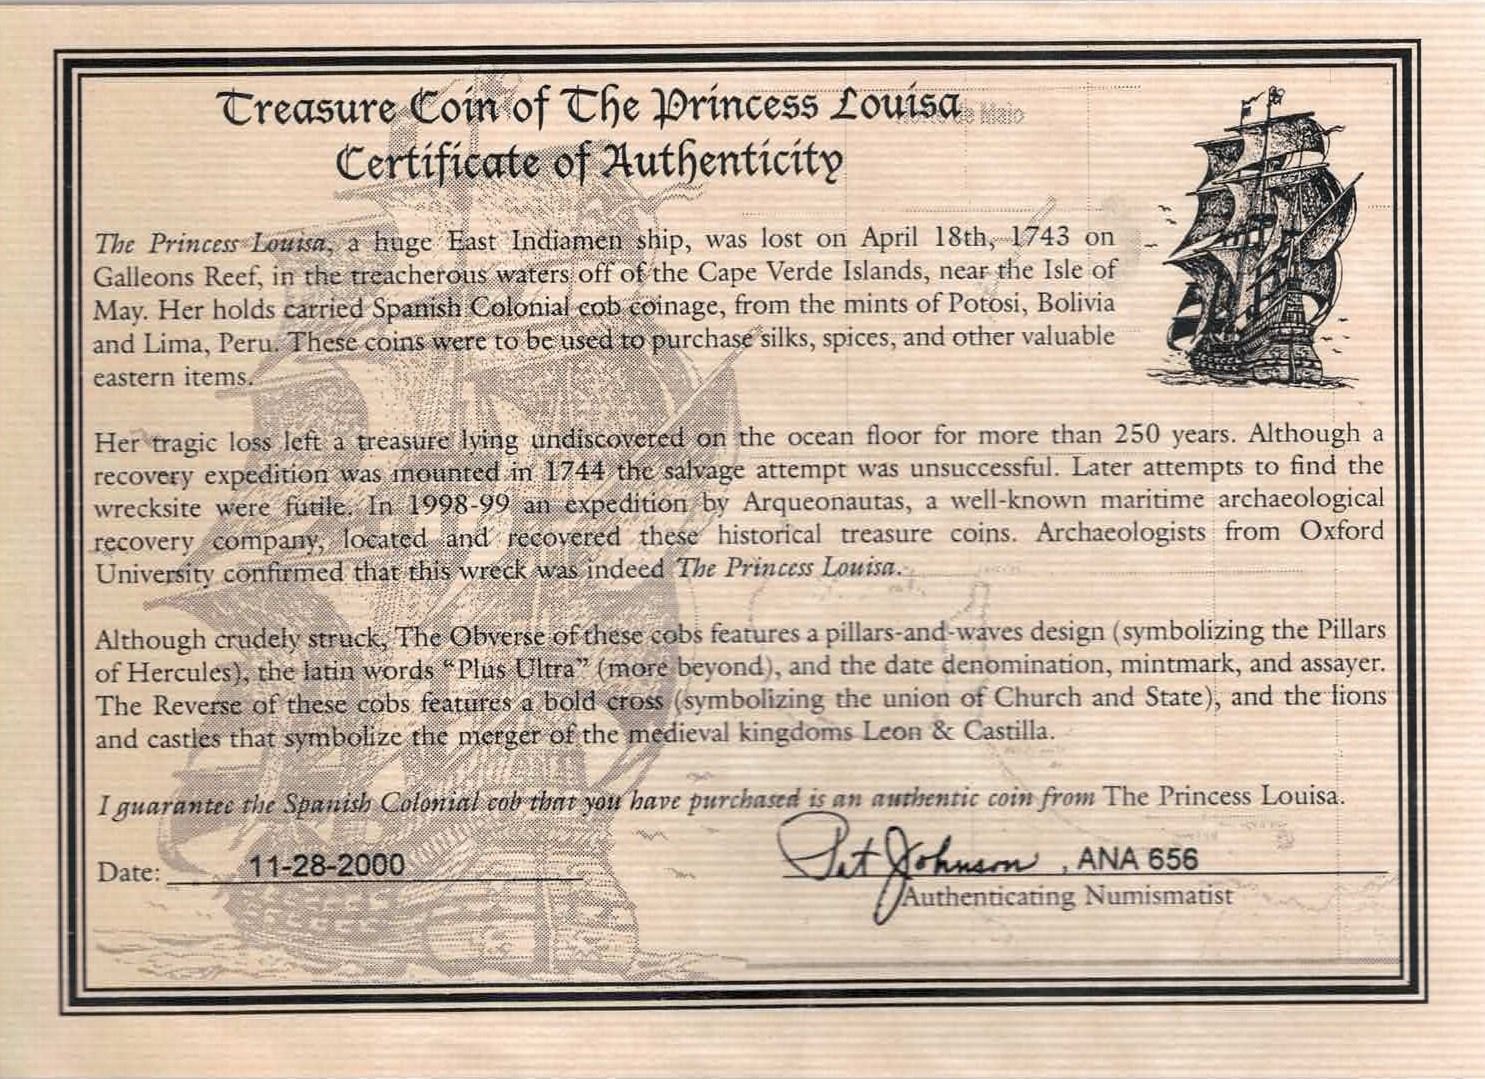 Treasure Coin of The Princess Louisa
Certificate of Authenticity
The Princess Louisa, a huge East Indiamen ship, was lost on April 18th, 1743 on
Galleons Reef, in the treacherous waters off of the Cape Verde Islands, near the Isle of
May. Her holds carried Spanish Colonial cob coinage, from the mints of Potosi, Bolivia
and Lima, Peru. These coins were to be used to purchase silks, spices, and other valuable
eastern items.
Her tragic loss left a treasure lying undiscovered on the ocean floor for more than 250 years. Although a
recovery expedition was mounted in 1744 the salvage attempt was unsuccessful. Later attempts to find the
wrecksite were futile. In 1998-99 an expedition by Arqueonautas, a well-known maritime archaeological
recovery company, located and recovered these historical treasure coins. Archaeologists from Oxford
University confirmed that this wreck was indeed The Princess Louisa.
Although crudely struck, The Obverse of these cobs features a pillars-and-waves design (symbolizing the Pillars
of Hercules), the latin words “Plus Ultra” (more beyond), and the date denomination, mintmark, and assayer.
The Reverse of these cobs features a bold cross (symbolizing the union of Church and State), and the lions
and castles that symbolize the merger of the medieval kingdoms Leon & Castilla.
I guarantee the Spanish Colonial cob that you have purchased is an authentic coin from The Princess Louisa.
Date: 11-28-2000
Pat Johnson, ANA 656
Authenticating Numismatist